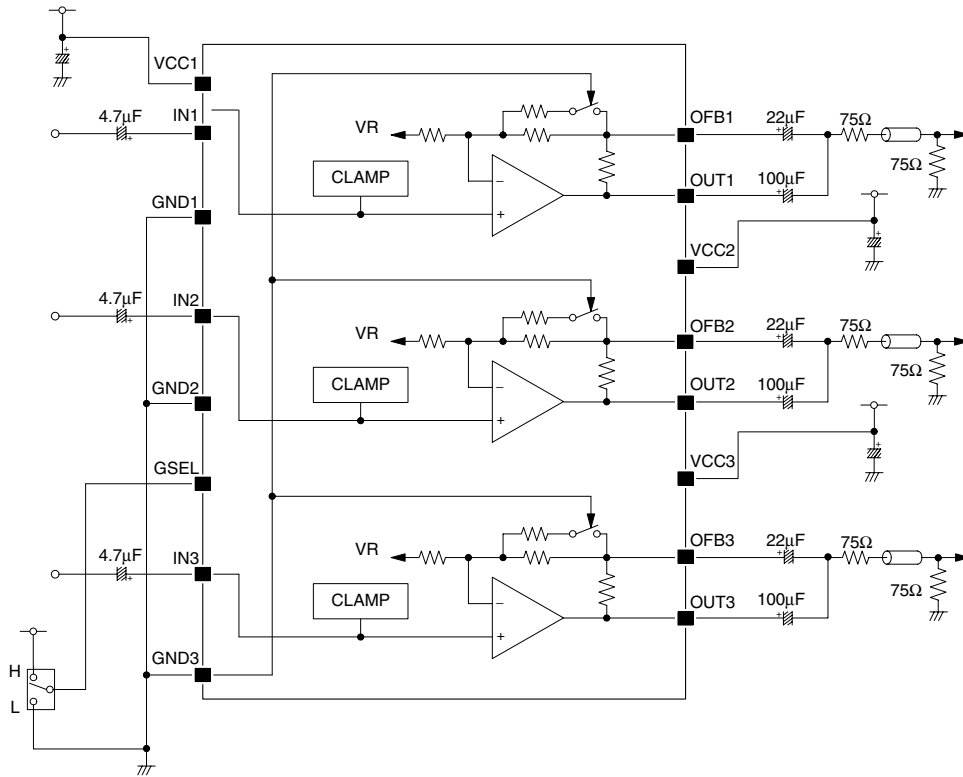 VCC1
4.7μF
+
IN1
GND1
4.7μF
+
IN2
GND2
GSEL
4.7μF
+
IN3
GND3
H
L
+
VR
CLAMP
−
+
VR
CLAMP
−
+
VR
CLAMP
−
+
OFB1
22μF
+
75Ω
75Ω
OUT1
100μF
+
VCC2
+
OFB2
22μF
+
75Ω
75Ω
OUT2
100μF
+
VCC3
+
OFB3
22μF
+
75Ω
75Ω
OUT3
100μF
+